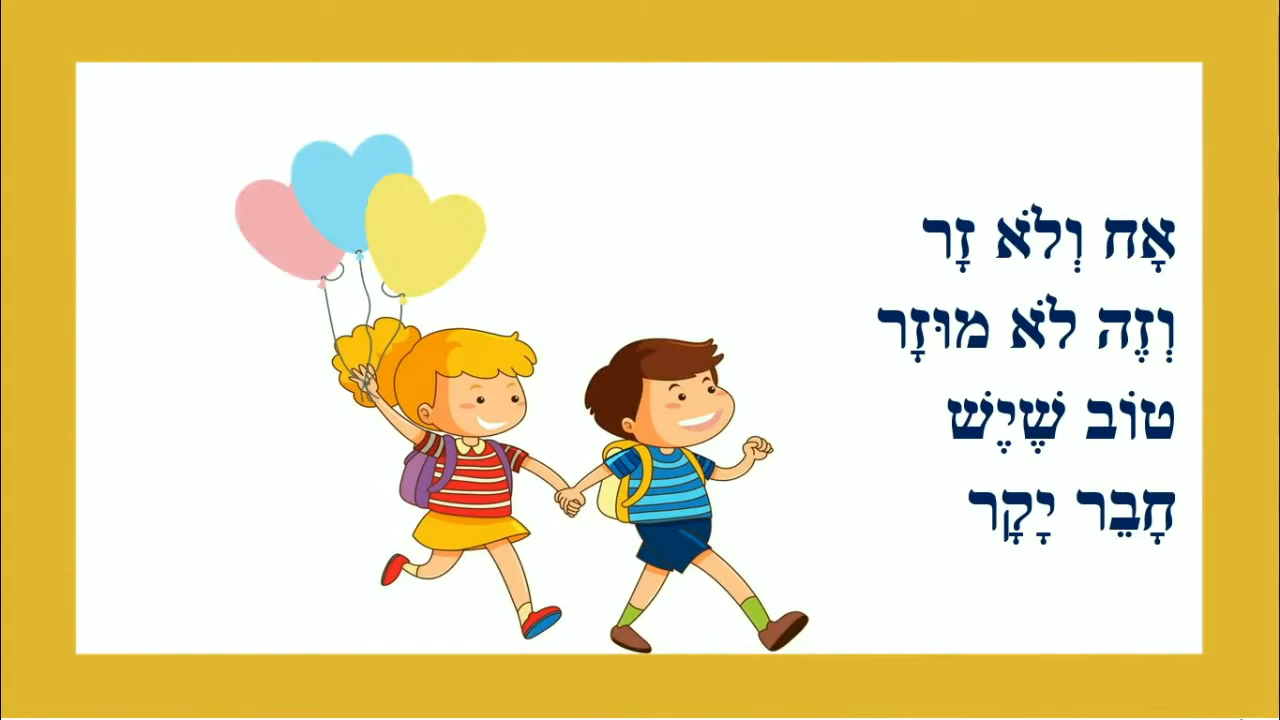 אָח וְלֹא זָר
וְזֶה לֹא מוּזָר
טוֹב שֶׁיֶשׁ
חָבֵר יָקָר